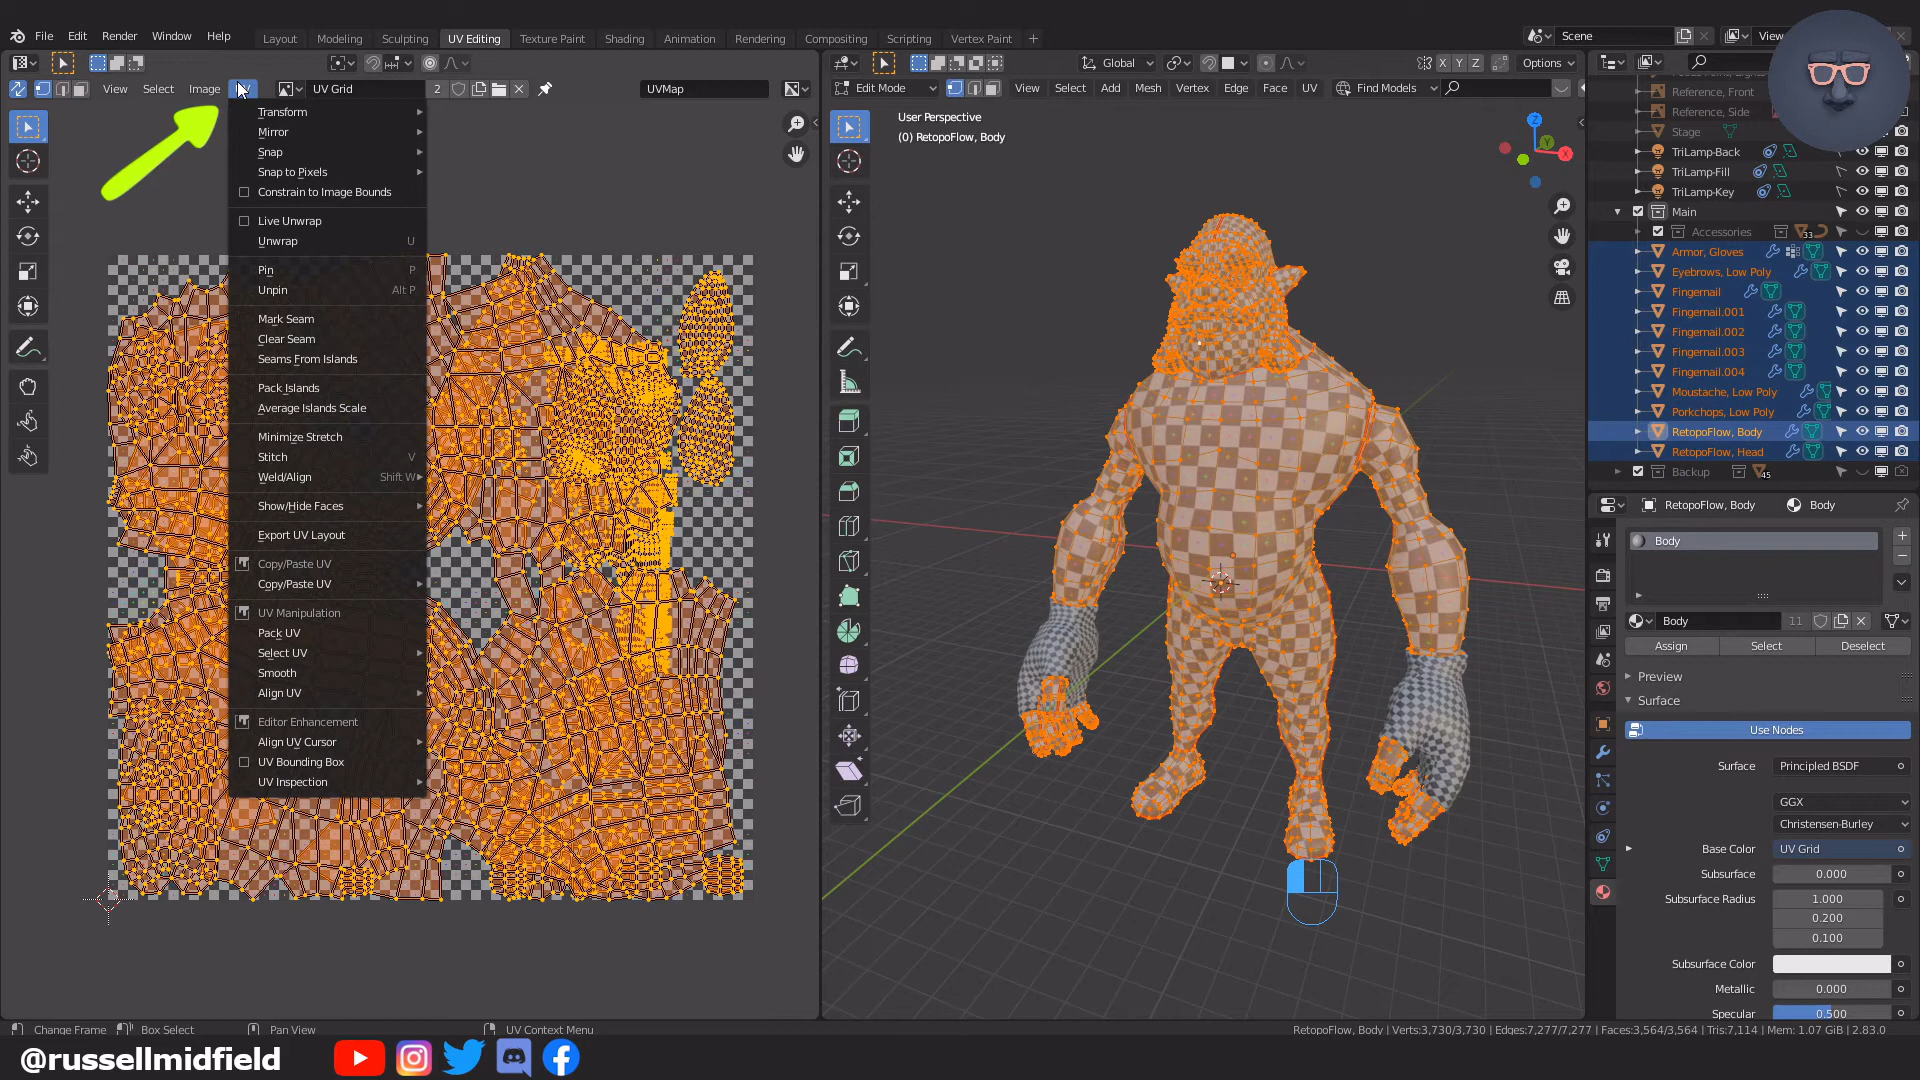 File Edit Render Window Help
Layout Modeling Sculpting UV Editing Texture Paint Shading Animation Rendering Compositing Scripting Vertex Paint +
Scene
View
Global
X Y Z
Options
View Select Image
UV Grid 2
UVMap
Edit Mode
View Select Add Mesh Vertex Edge Face UV
Find Models
Transform
Mirror
Snap
Snap to Pixels
Constrain to Image Bounds
Live Unwrap
Unwrap U
Pin P
Unpin Alt P
Mark Seam
Clear Seam
Seams From Islands
Pack Islands
Average Islands Scale
Minimize Stretch
Stitch V
Weld/Align Shift W
Show/Hide Faces
Export UV Layout
Copy/Paste UV
Copy/Paste UV
UV Manipulation
Pack UV
Select UV
Smooth
Align UV
Editor Enhancement
Align UV Cursor
UV Bounding Box
UV Inspection
User Perspective
(0) RetopoFlow, Body
Z
Y
X
Reference, Front
Reference, Side
Stage
TriLamp-Back
TriLamp-Fill
TriLamp-Key
Main
Accessories 33
Armor, Gloves
Eyebrows, Low Poly
Fingernail
Fingernail.001
Fingernail.002
Fingernail.003
Fingernail.004
Moustache, Low Poly
Porkchops, Low Poly
RetopoFlow, Body
RetopoFlow, Head
Backup 45
RetopoFlow, Body Body
Body
Body 11
Assign Select Deselect
Preview
Surface
Use Nodes
Surface Principled BSDF
GGX
Christensen-Burley
Base Color UV Grid
Subsurface 0.000
Subsurface Radius 1.000
0.200
0.100
Subsurface Color
Metallic 0.000
Specular 0.500
Change Frame Box Select Pan View UV Context Menu
RetopoFlow, Body | Verts:3,730/3,730 | Edges:7,277/7,277 | Faces:3,564/3,564 | Tris:7,114 | Mem: 1.07 GiB | 2.83.0
@russellmidfield